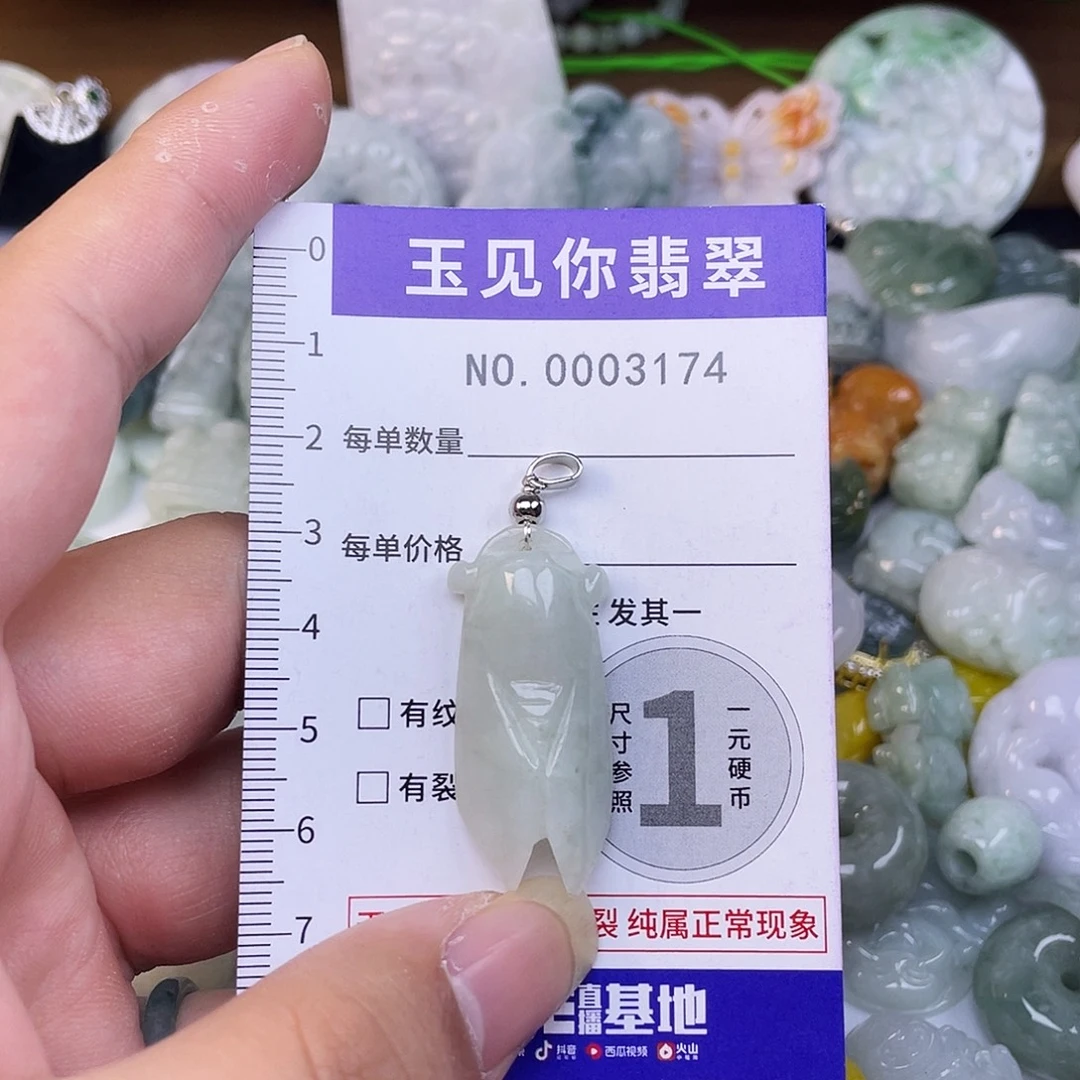 玉见你翡翠
NO. 0003174
0
1
2
3
4
5
6
7
每单数量
每单价格
发其一
有纹
有裂
尺寸参照
1
一元硬币
裂 纯属正常现象
直播基地
抖音
西瓜视频
火山